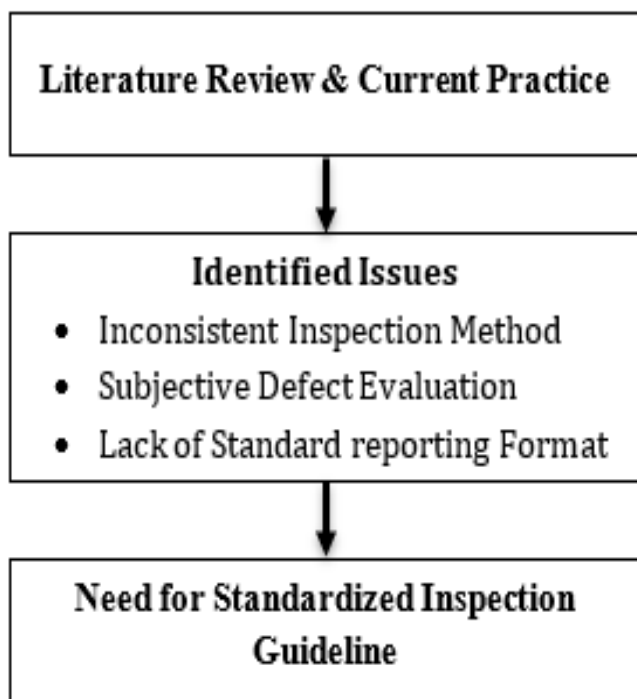 Literature Review & Current Practice
Identified Issues
• Inconsistent Inspection Method
• Subjective Defect Evaluation
• Lack of Standard reporting Format
Need for Standardized Inspection
Guideline